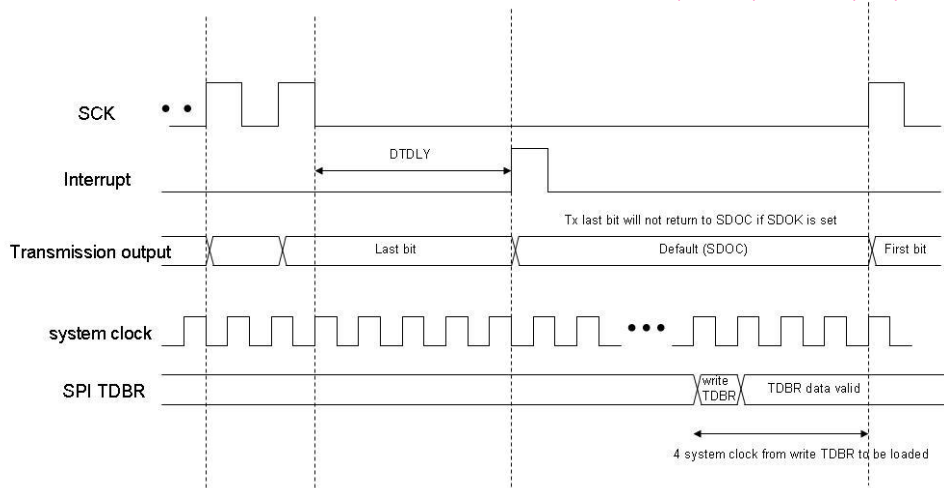 SCK
DTDLY
Interrupt
Tx last bit will not return to SDOC if SDOK is set
Transmission output
Last bit
Default (SDOC)
First bit
system clock
SPI TDBR
write
TDBR
TDBR data valid
4 system clock from write TDBR to be loaded